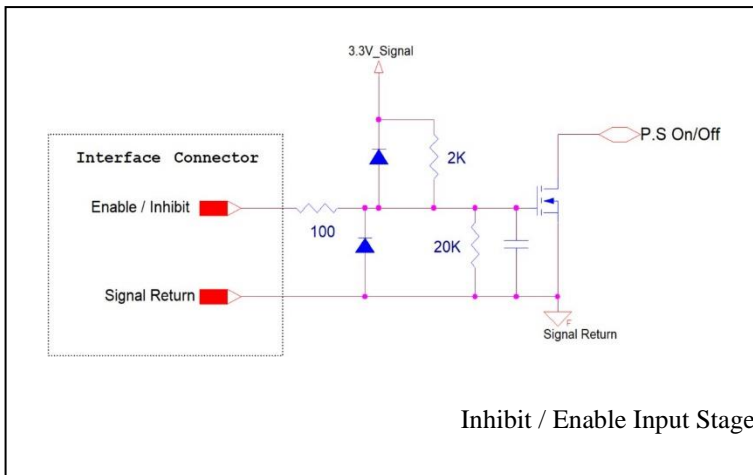 3.3V_Signal
P.S On/Off
Interface Connector
2K
Enable / Inhibit
100
20K
Signal Return
F
Signal Return
Inhibit / Enable Input Stage